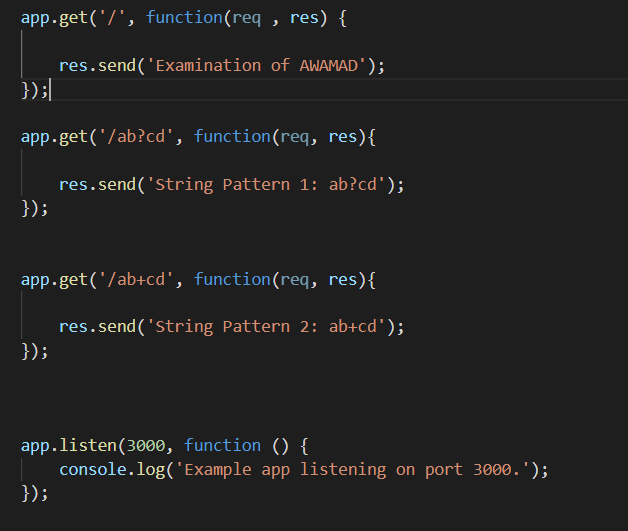 app.get('/', function(req , res) {
res.send('Examination of AWAMAD');
});
app.get('/ab?cd', function(req, res){
res.send('String Pattern 1: ab?cd');
});
app.get('/ab+cd', function(req, res){
res.send('String Pattern 2: ab+cd');
});
app.listen(3000, function () {
console.log('Example app listening on port 3000.');
});